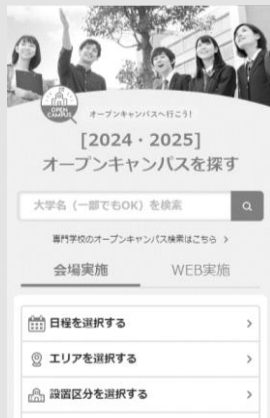 OPEN
CAMPUS
オープンキャンパスへ行こう!
[2024・2025]
オープンキャンパスを探す
大学名(一部でもOK)を検索
専門学校のオープンキャンパス検索はこちら >
会場実施 WEB実施
日程を選択する >
エリアを選択する >
設置区分を選択する >